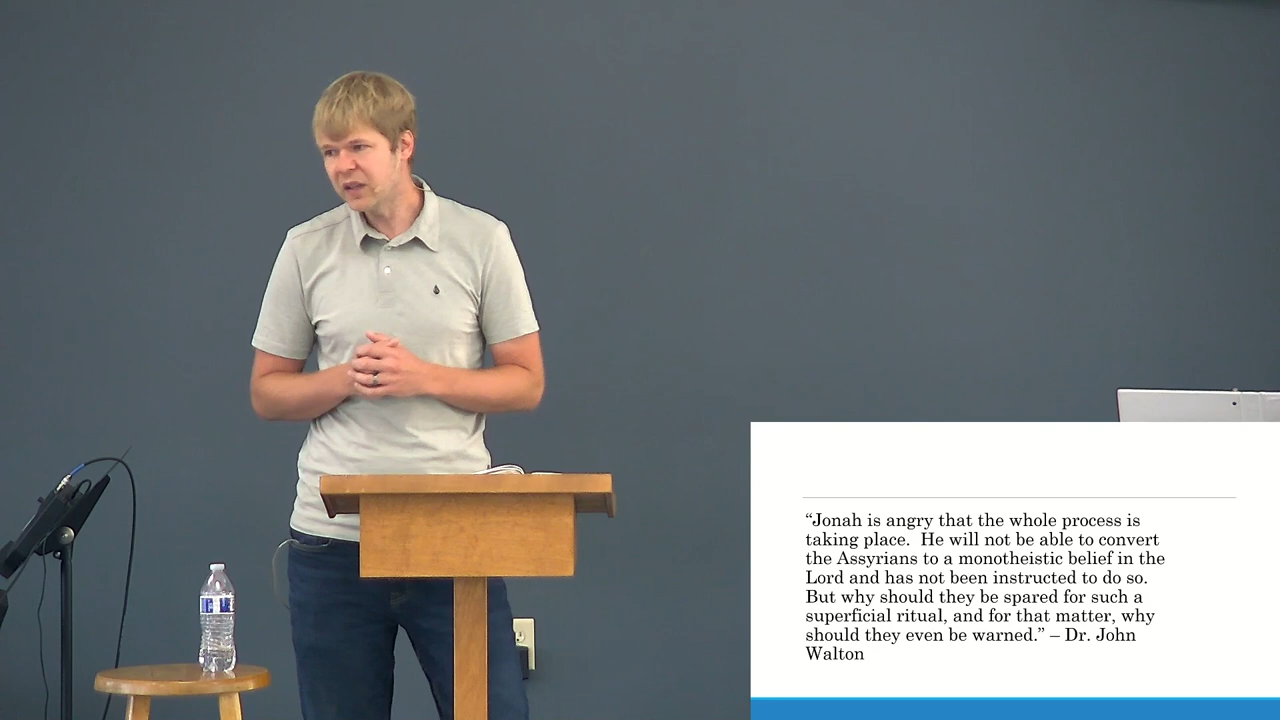 “Jonah is angry that the whole process is
taking place.  He will not be able to convert
the Assyrians to a monotheistic belief in the
Lord and has not been instructed to do so.
But why should they be spared for such a
superficial ritual, and for that matter, why
should they even be warned.” – Dr. John
Walton